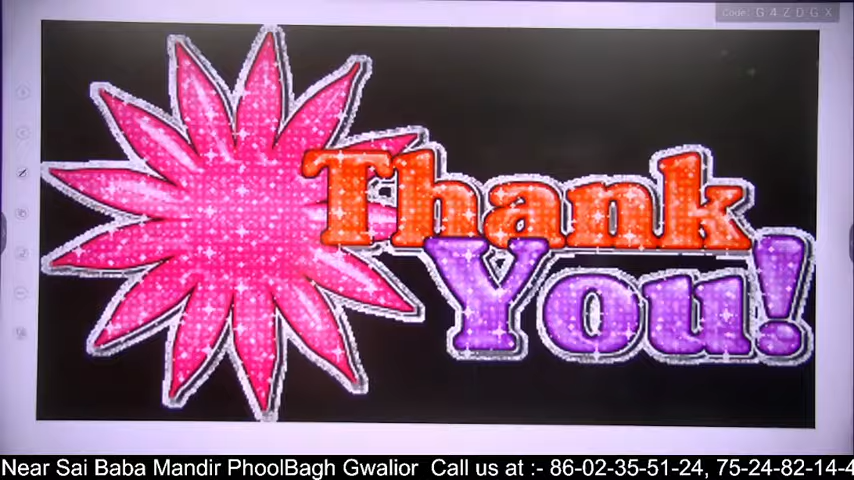 Code: G4ZDGX
Thank
You!
Near Sai Baba Mandir PhoolBagh Gwalior Call us at :- 86-02-35-51-24, 75-24-82-14-4